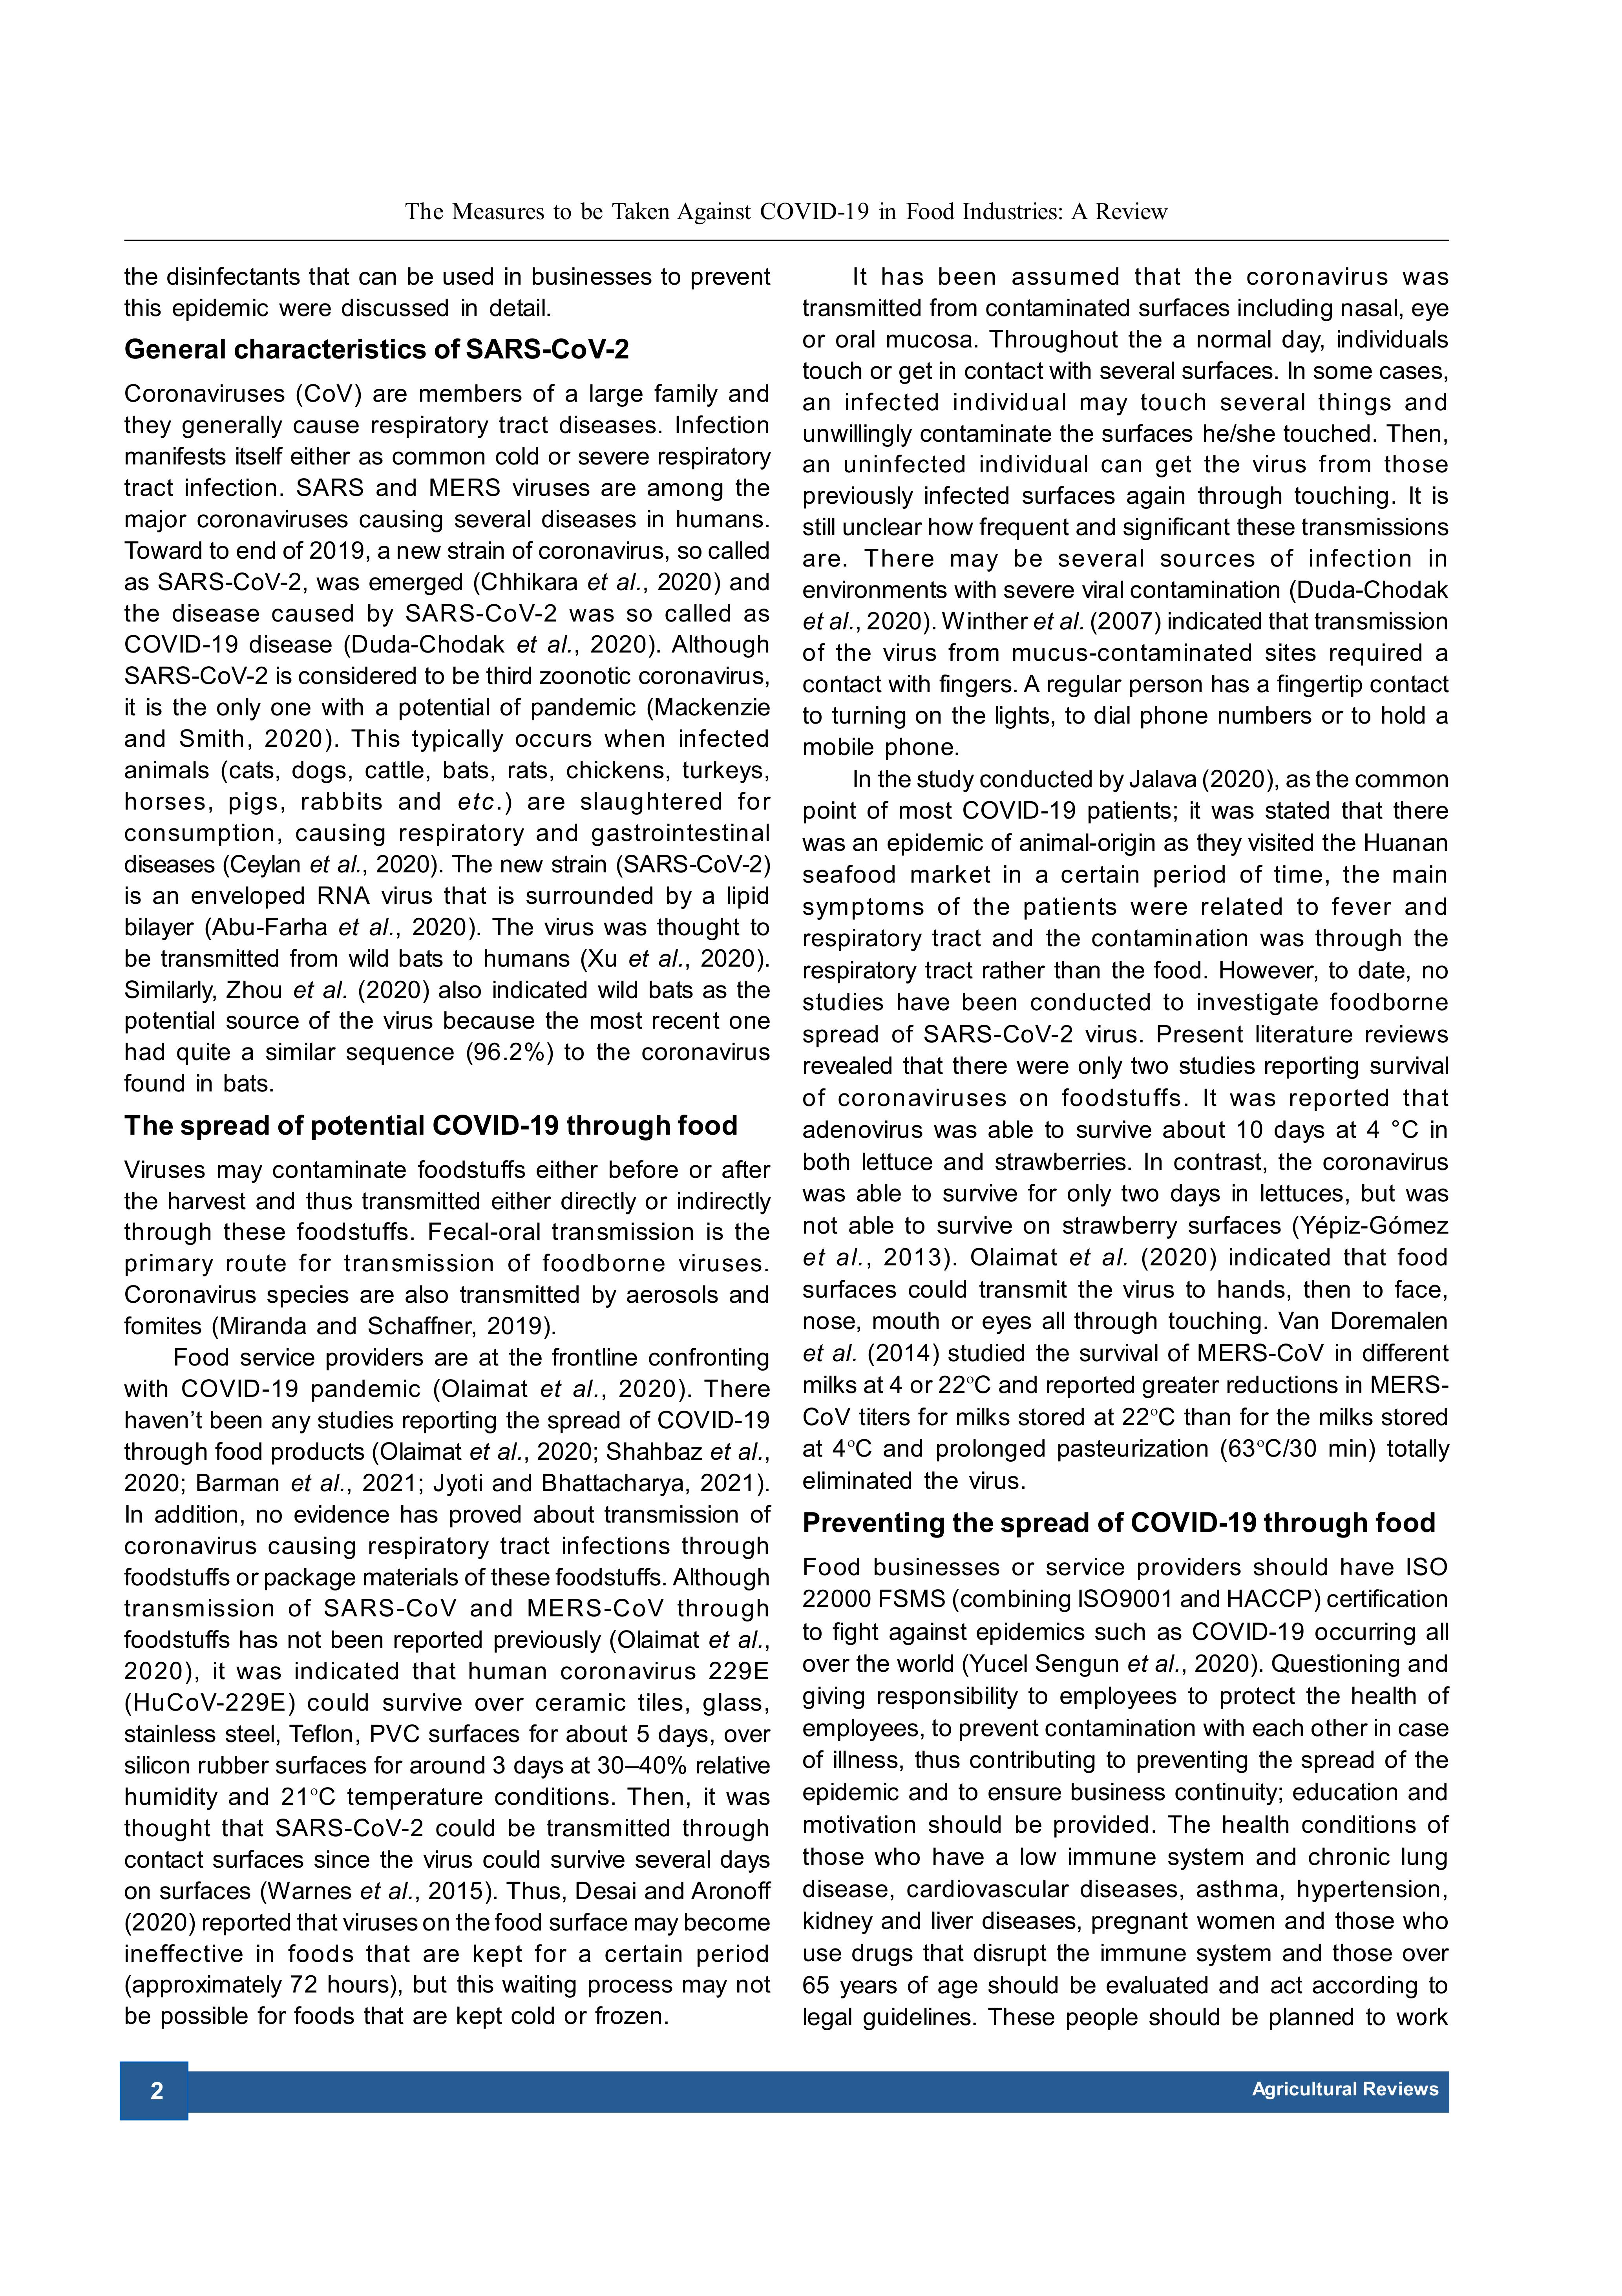 The Measures to be Taken Against COVID-19 in Food Industries: A Review
the disinfectants that can be used in businesses to prevent
this epidemic were discussed in detail.
General characteristics of SARS-CoV-2
Coronaviruses (CoV) are members of a large family and
they generally cause respiratory tract diseases. Infection
manifests itself either as common cold or severe respiratory
tract infection. SARS and MERS viruses are among the
major coronaviruses causing several diseases in humans.
Toward to end of 2019, a new strain of coronavirus, so called
as SARS-CoV-2, was emerged (Chhikara et al., 2020) and
the disease caused by SARS-CoV-2 was so called as
COVID-19 disease (Duda-Chodak et al., 2020). Although
SARS-CoV-2 is considered to be third zoonotic coronavirus,
it is the only one with a potential of pandemic (Mackenzie
and Smith, 2020). This typically occurs when infected
animals (cats, dogs, cattle, bats, rats, chickens, turkeys,
horses, pigs, rabbits and etc.) are slaughtered for
consumption, causing respiratory and gastrointestinal
diseases (Ceylan et al., 2020). The new strain (SARS-CoV-2)
is an enveloped RNA virus that is surrounded by a lipid
bilayer (Abu-Farha et al., 2020). The virus was thought to
be transmitted from wild bats to humans (Xu et al., 2020).
Similarly, Zhou et al. (2020) also indicated wild bats as the
potential source of the virus because the most recent one
had quite a similar sequence (96.2%) to the coronavirus
found in bats.
The spread of potential COVID-19 through food
Viruses may contaminate foodstuffs either before or after
the harvest and thus transmitted either directly or indirectly
through these foodstuffs. Fecal-oral transmission is the
primary route for transmission of foodborne viruses.
Coronavirus species are also transmitted by aerosols and
fomites (Miranda and Schaffner, 2019).
Food service providers are at the frontline confronting
with COVID-19 pandemic (Olaimat et al., 2020). There
haven't been any studies reporting the spread of COVID-19
through food products (Olaimat et al., 2020; Shahbaz et al.,
2020; Barman et al., 2021; Jyoti and Bhattacharya, 2021).
In addition, no evidence has proved about transmission of
coronavirus causing respiratory tract infections through
foodstuffs or package materials of these foodstuffs. Although
transmission of SARS-CoV and MERS-CoV through
foodstuffs has not been reported previously (Olaimat et al.,
2020), it was indicated that human coronavirus 229E
(HuCoV-229E) could survive over ceramic tiles, glass,
stainless steel, Teflon, PVC surfaces for about 5 days, over
silicon rubber surfaces for around 3 days at 30–40% relative
humidity and 21ºC temperature conditions. Then, it was
thought that SARS-CoV-2 could be transmitted through
contact surfaces since the virus could survive several days
on surfaces (Warnes et al., 2015). Thus, Desai and Aronoff
(2020) reported that viruses on the food surface may become
ineffective in foods that are kept for a certain period
(approximately 72 hours), but this waiting process may not
be possible for foods that are kept cold or frozen.
It has been assumed that the coronavirus was
transmitted from contaminated surfaces including nasal, eye
or oral mucosa. Throughout the a normal day, individuals
touch or get in contact with several surfaces. In some cases,
an infected individual may touch several things and
unwillingly contaminate the surfaces he/she touched. Then,
an uninfected individual can get the virus from those
previously infected surfaces again through touching. It is
still unclear how frequent and significant these transmissions
are. There may be several sources of infection in
environments with severe viral contamination (Duda-Chodak
et al., 2020). Winther et al. (2007) indicated that transmission
of the virus from mucus-contaminated sites required a
contact with fingers. A regular person has a fingertip contact
to turning on the lights, to dial phone numbers or to hold a
mobile phone.
In the study conducted by Jalava (2020), as the common
point of most COVID-19 patients; it was stated that there
was an epidemic of animal-origin as they visited the Huanan
seafood market in a certain period of time, the main
symptoms of the patients were related to fever and
respiratory tract and the contamination was through the
respiratory tract rather than the food. However, to date, no
studies have been conducted to investigate foodborne
spread of SARS-CoV-2 virus. Present literature reviews
revealed that there were only two studies reporting survival
of coronaviruses on foodstuffs. It was reported that
adenovirus was able to survive about 10 days at 4 °C in
both lettuce and strawberries. In contrast, the coronavirus
was able to survive for only two days in lettuces, but was
not able to survive on strawberry surfaces (Yépiz-Gómez
et al., 2013). Olaimat et al. (2020) indicated that food
surfaces could transmit the virus to hands, then to face,
nose, mouth or eyes all through touching. Van Doremalen
et al. (2014) studied the survival of MERS-CoV in different
milks at 4 or 22ºC and reported greater reductions in MERS-
CoV titers for milks stored at 22ºC than for the milks stored
at 4ºC and prolonged pasteurization (63ºC/30 min) totally
eliminated the virus.
Preventing the spread of COVID-19 through food
Food businesses or service providers should have ISO
22000 FSMS (combining ISO9001 and HACCP) certification
to fight against epidemics such as COVID-19 occurring all
over the world (Yucel Sengun et al., 2020). Questioning and
giving responsibility to employees to protect the health of
employees, to prevent contamination with each other in case
of illness, thus contributing to preventing the spread of the
epidemic and to ensure business continuity; education and
motivation should be provided. The health conditions of
those who have a low immune system and chronic lung
disease, cardiovascular diseases, asthma, hypertension,
kidney and liver diseases, pregnant women and those who
use drugs that disrupt the immune system and those over
65 years of age should be evaluated and act according to
legal guidelines. These people should be planned to work
2
Agricultural Reviews